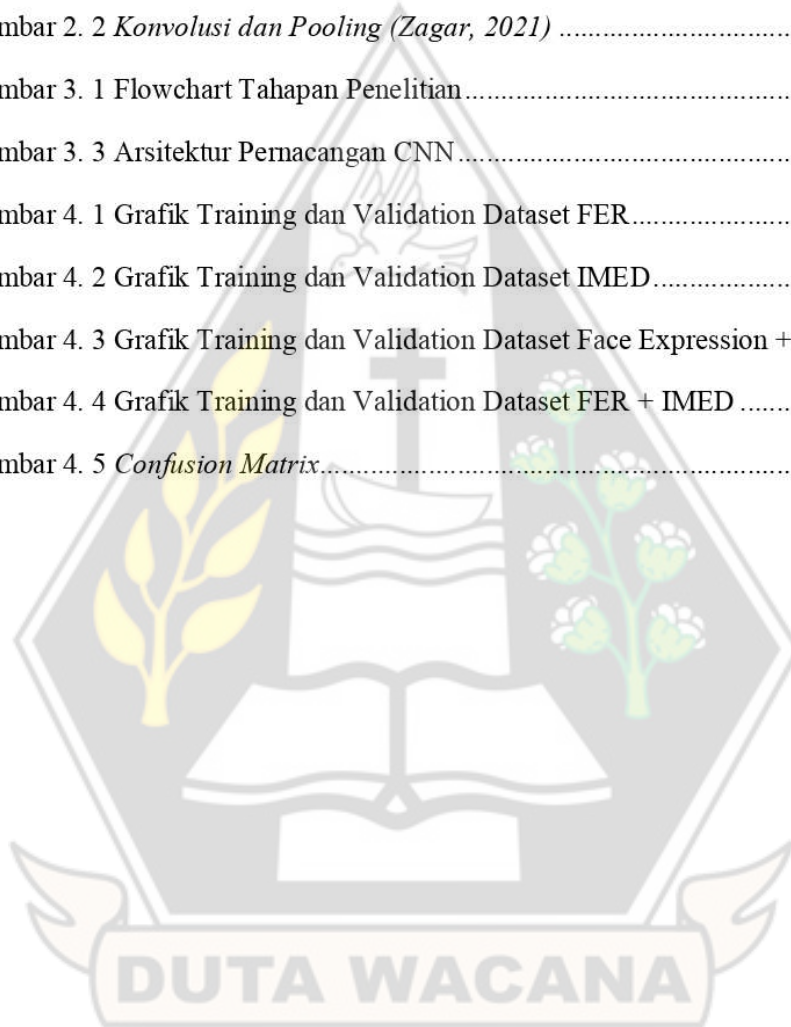 mbar 2. 2 Konvolusi dan Pooling (Zagar, 2021) ................................
mbar 3. 1 Flowchart Tahapan Penelitian.............................................
mbar 3. 3 Arsitektur Pernacangan CNN..............................................
mbar 4. 1 Grafik Training dan Validation Dataset FER......................
mbar 4. 2 Grafik Training dan Validation Dataset IMED...................
mbar 4. 3 Grafik Training dan Validation Dataset Face Expression +
mbar 4. 4 Grafik Training dan Validation Dataset FER + IMED .......
mbar 4. 5 Confusion Matrix.................................................................
DUTA WACANA